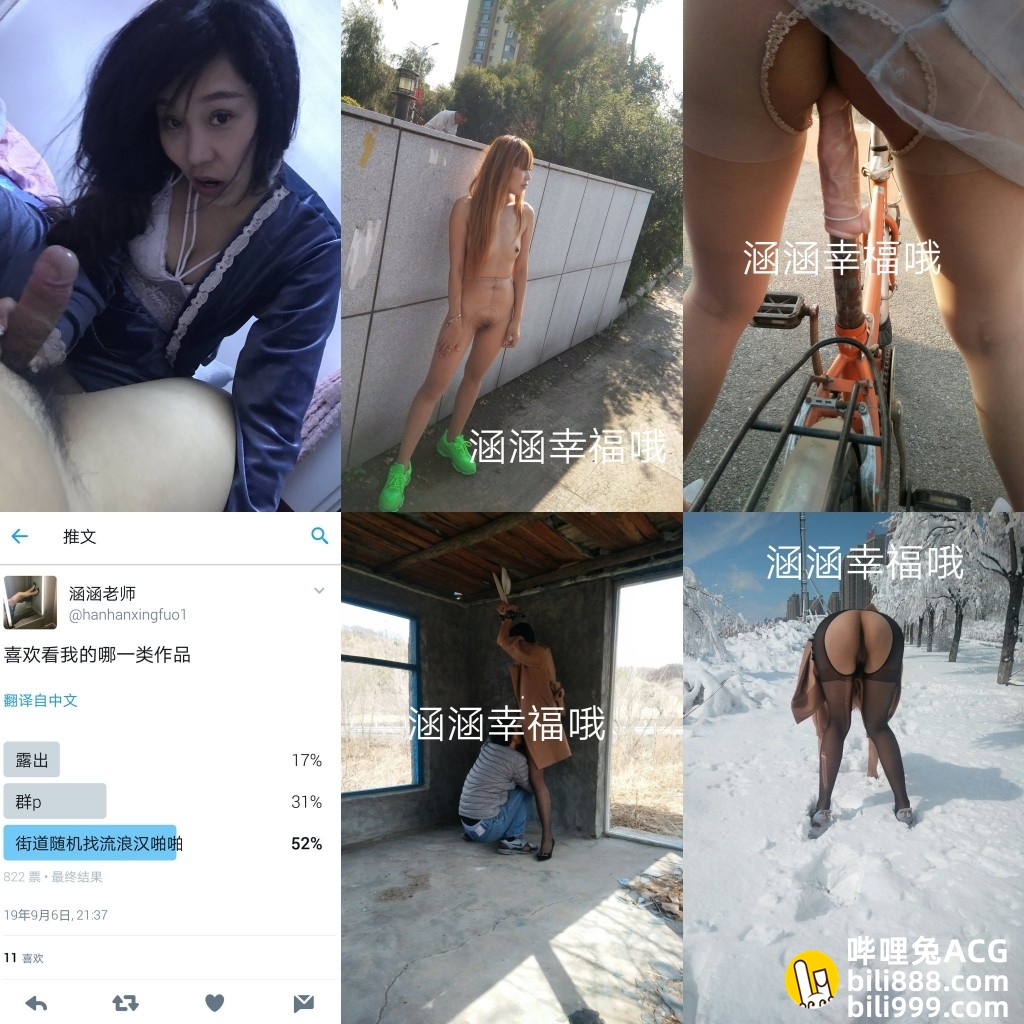 涵涵幸福哦
涵涵幸福哦
推文
涵涵老师
@hanhanxingfuo1
喜欢看我的哪一类作品
翻译自中文
露出 17%
群p 31%
街道随机找流浪汉啪啪 52%
822 票 • 最终结果
19年9月6日, 21:37
11 喜欢
涵涵幸福哦
涵涵幸福哦
哔哩兔ACG
bili888.com
bili999.com